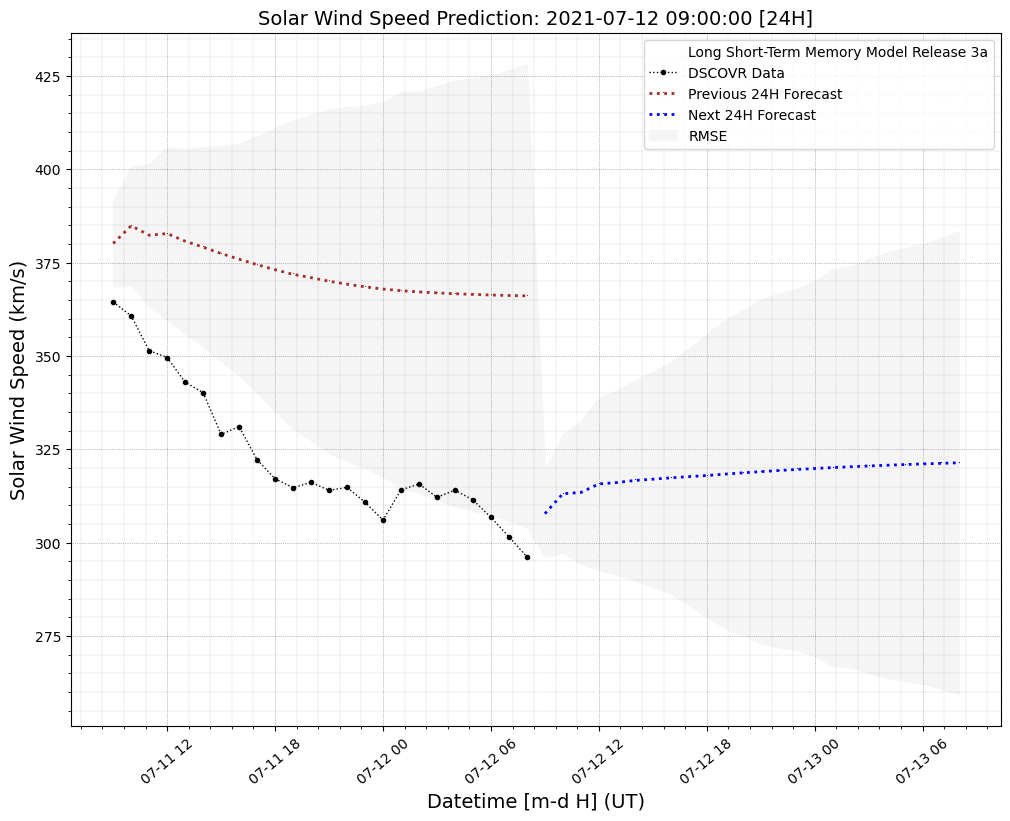 Solar Wind Speed Prediction: 2021-07-12 09:00:00 [24H]
Long Short-Term Memory Model Release 3a
DSCOVR Data
Previous 24H Forecast
Next 24H Forecast
RMSE
Solar Wind Speed (km/s)
425
400
375
350
325
300
275
07-11 12
07-11 18
07-12 00
07-12 06
07-12 12
07-12 18
07-13 00
07-13 06
Datetime [m-d H] (UT)